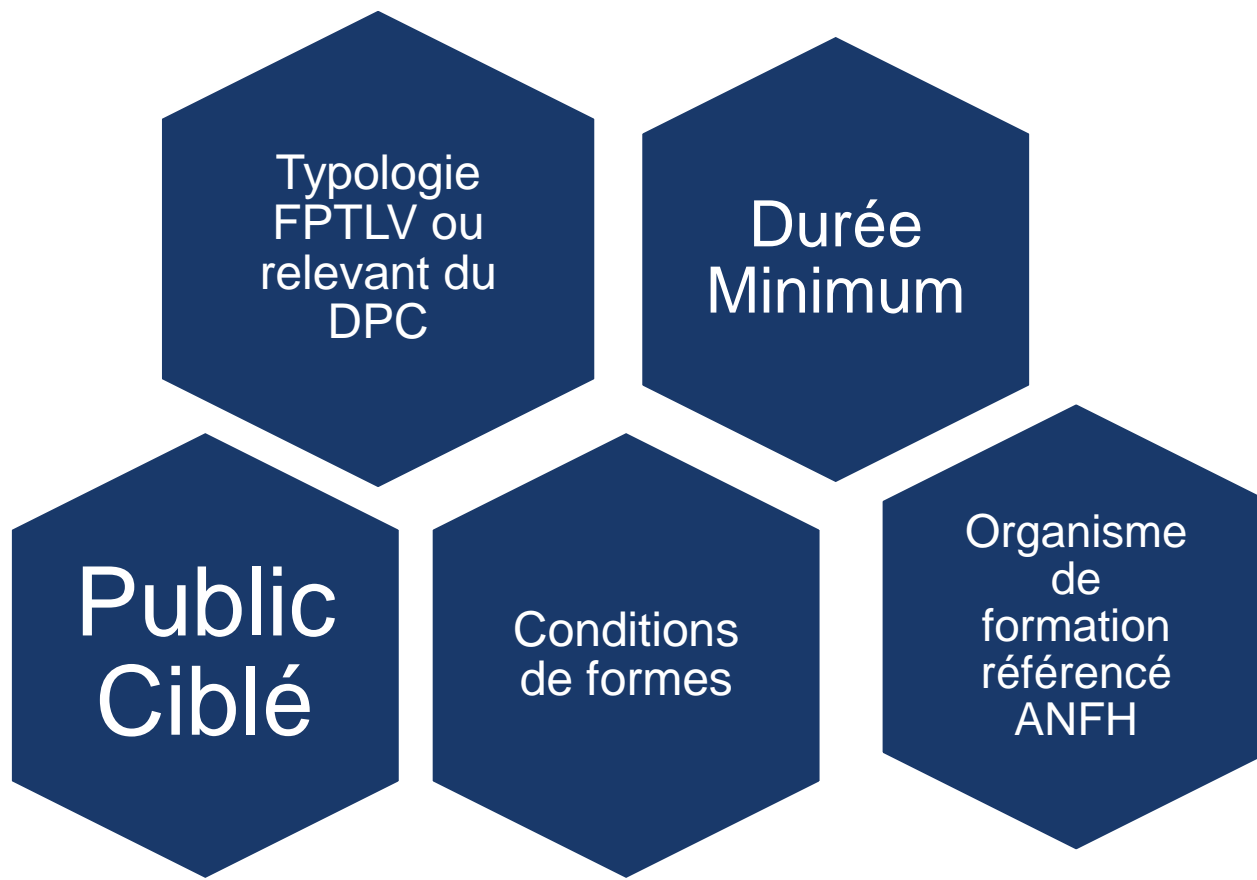 Typologie
FPTLV ou
relevant du
DPC
Durée
Minimum
Public
Ciblé
Conditions
de formes
Organisme
de
formation
référencé
ANFH